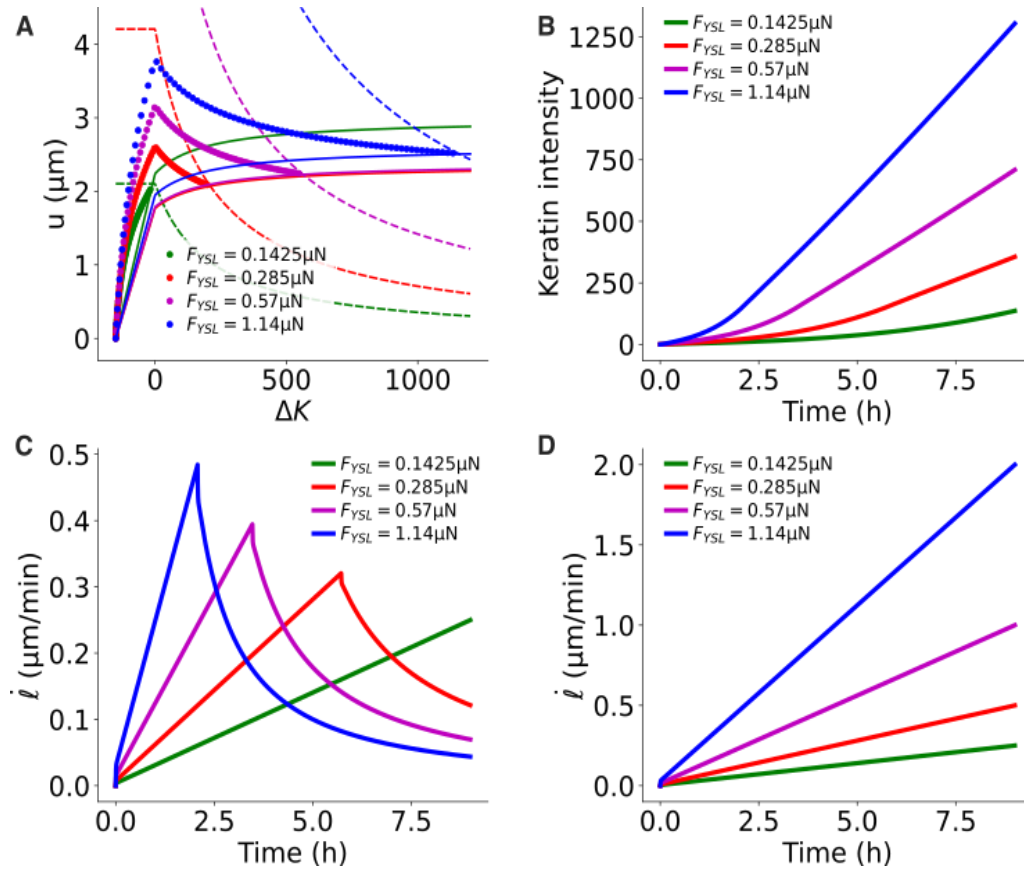 A
u (μm)
4
3
2
1
0
F_YSL = 0.1425μN
F_YSL = 0.285μN
F_YSL = 0.57μN
F_YSL = 1.14μN
0
500
1000
ΔK
B
Keratin intensity
1250
1000
750
500
250
0
F_YSL = 0.1425μN
F_YSL = 0.285μN
F_YSL = 0.57μN
F_YSL = 1.14μN
0.0
2.5
5.0
7.5
Time (h)
C
ℓ̇ (μm/min)
0.5
0.4
0.3
0.2
0.1
0.0
F_YSL = 0.1425μN
F_YSL = 0.285μN
F_YSL = 0.57μN
F_YSL = 1.14μN
0.0
2.5
5.0
7.5
Time (h)
D
ℓ̇ (μm/min)
2.0
1.5
1.0
0.5
0.0
F_YSL = 0.1425μN
F_YSL = 0.285μN
F_YSL = 0.57μN
F_YSL = 1.14μN
0.0
2.5
5.0
7.5
Time (h)